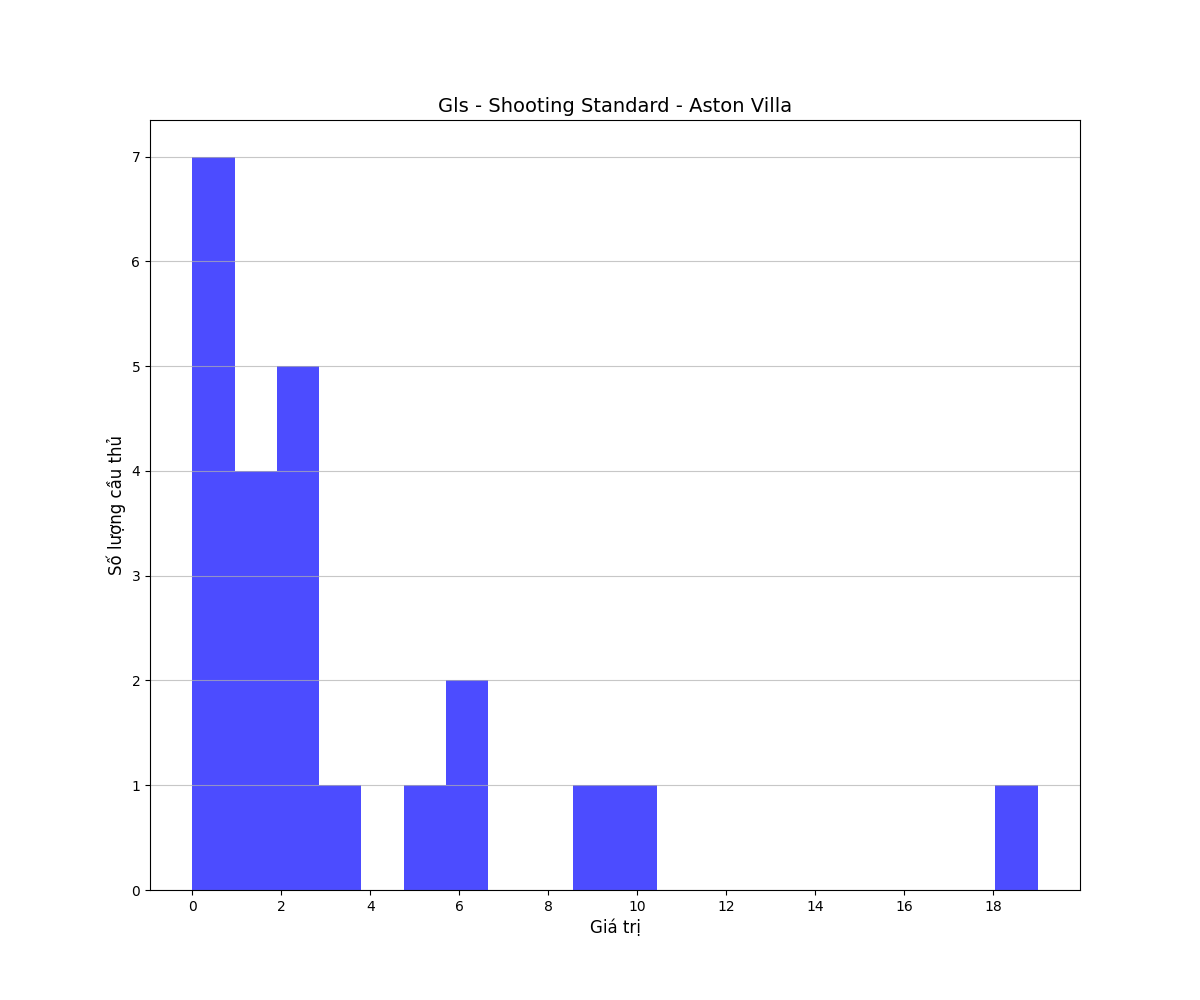 Gls - Shooting Standard - Aston Villa
7
6
5
4
3
2
1
0
Số lượng cầu thủ
0 2 4 6 8 10 12 14 16 18
Giá trị